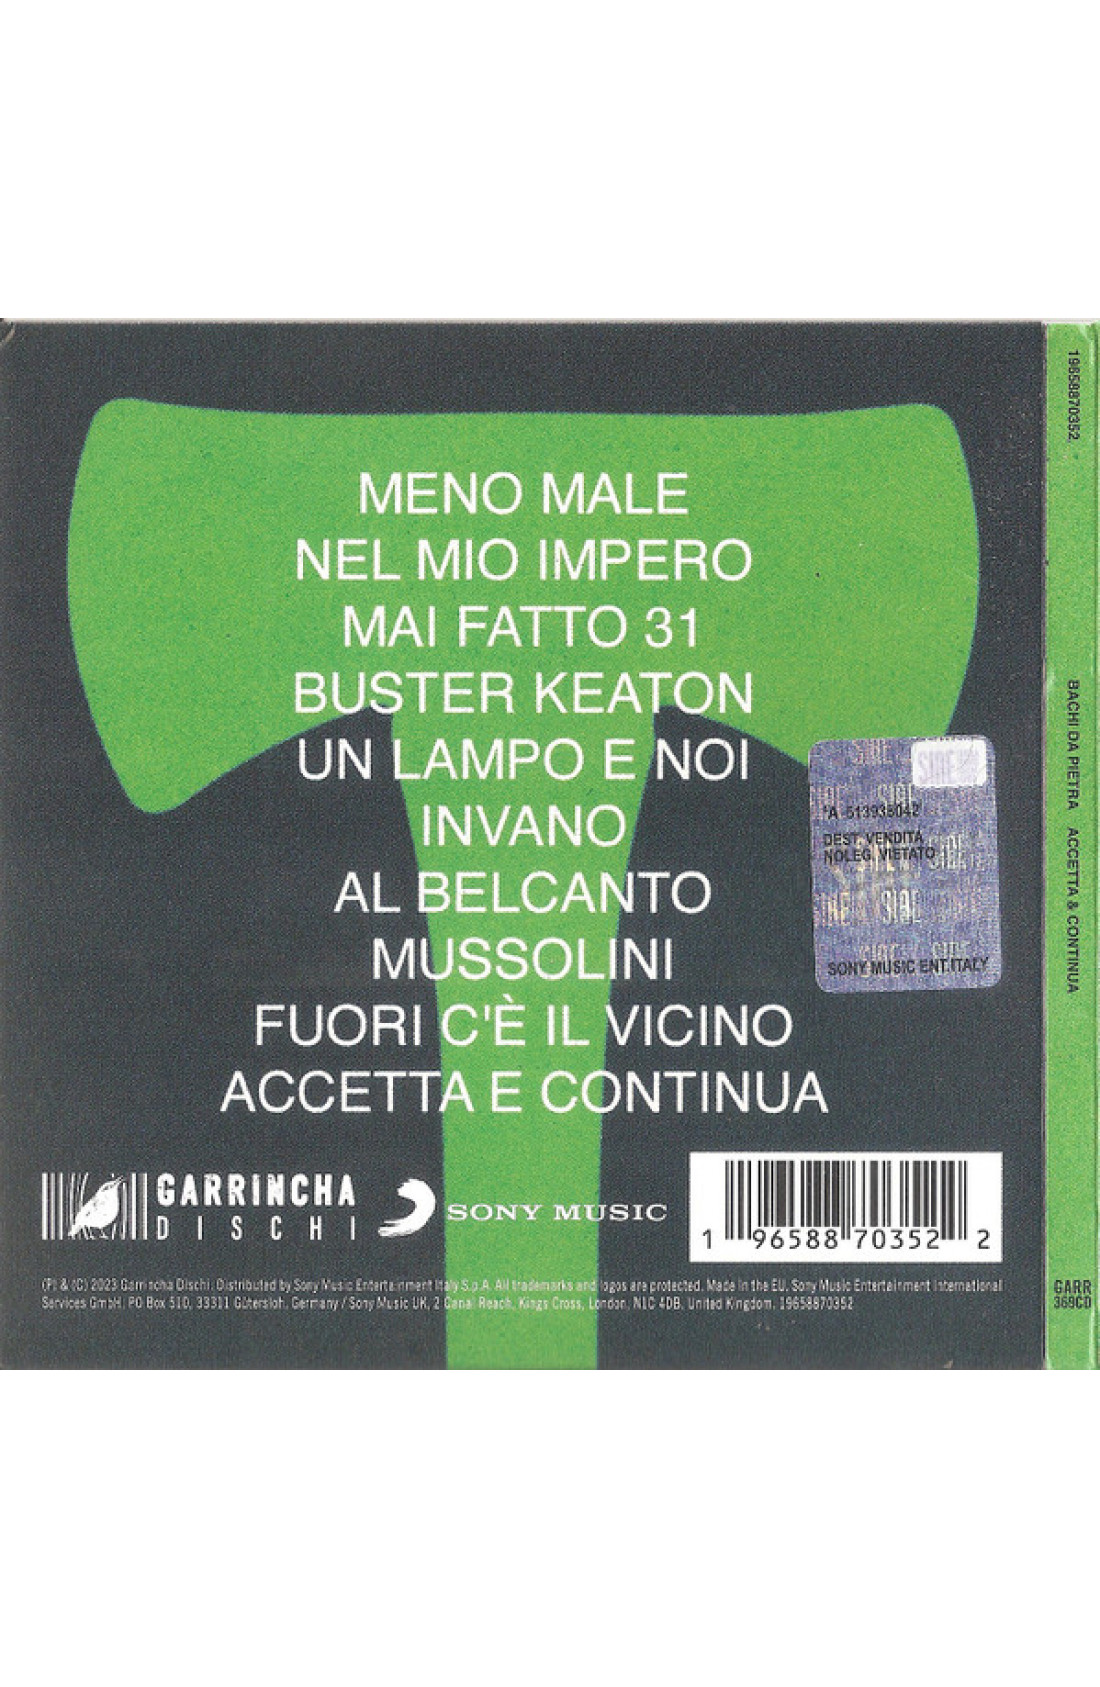 MENO MALE
NEL MIO IMPERO
MAI FATTO 31
BUSTER KEATON
UN LAMPO E NOI
INVANO
AL BELCANTO
MUSSOLINI
FUORI C'È IL VICINO
ACCETTA E CONTINUA
SIDE
*A 513938042
DEST. VENDITA
NOLEG. VIETATO
SONY MUSIC ENT.ITALY
GARRINCHA
DISCHI
SONY MUSIC
1 96588 70352 2
(P) & (C) 2023 Garrincha Dischi. Distributed by Sony Music Entertainment Italy S.p.A. All trademarks and logos are protected. Made in the EU. Sony Music Entertainment International
Services GmbH. PO Box 510, 33311 Gütersloh. Germany / Sony Music UK, 2 Canal Reach, Kings Cross, London, N1C 4DB, United Kingdom. 19658870352
19658870352
BACHI DA PIETRA ACCETTA & CONTINUA
GARR
369CD